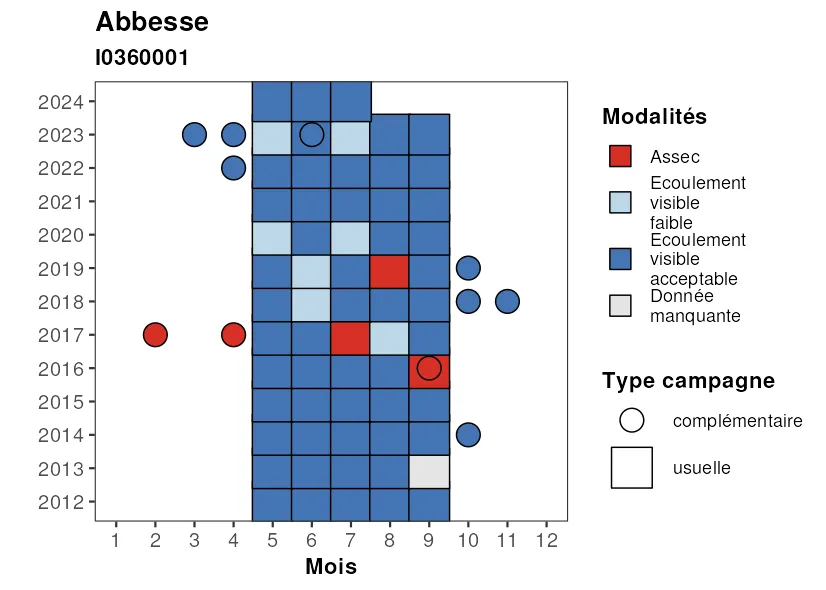 Abbesse
I0360001
2024
2023
2022
2021
2020
2019
2018
2017
2016
2015
2014
2013
2012
1 2 3 4 5 6 7 8 9 10 11 12
Mois
Modalités
Assec
Ecoulement
visible
faible
Ecoulement
visible
acceptable
Donnée
manquante
Type campagne
complémentaire
usuelle